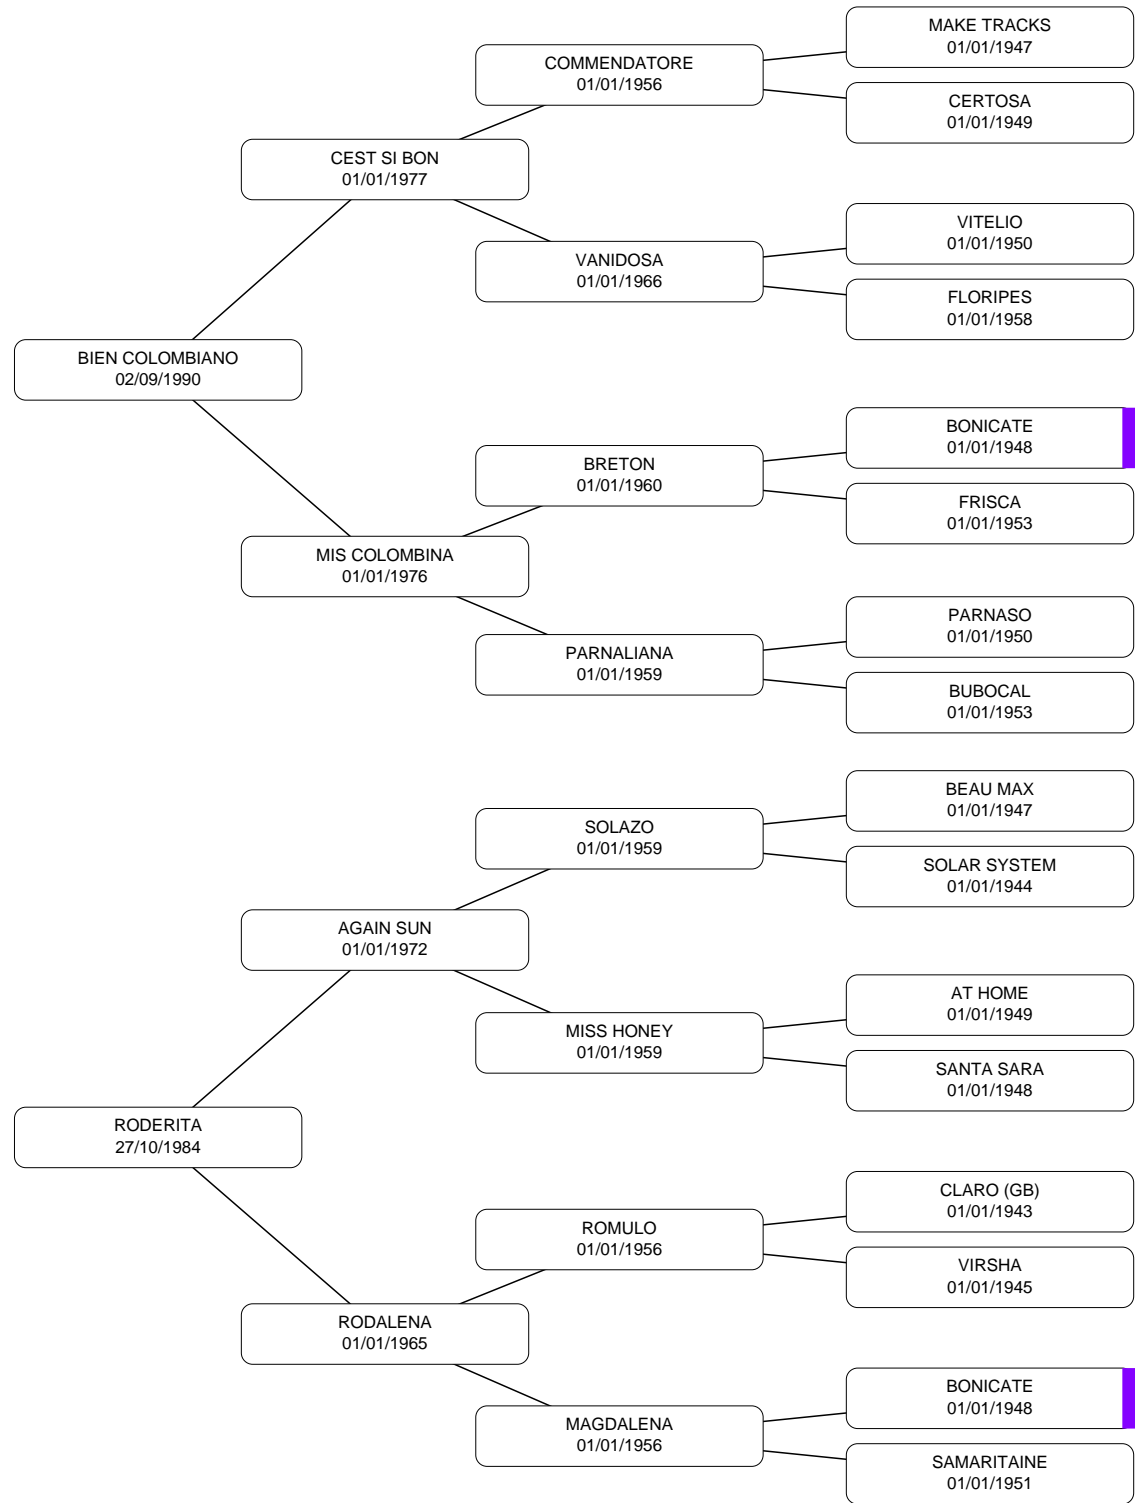 MAKE TRACKS
01/01/1947
COMMENDATORE
01/01/1956
CERTOSA
01/01/1949
CEST SI BON
01/01/1977
VITELIO
01/01/1950
VANIDOSA
01/01/1966
FLORIPES
01/01/1958
BIEN COLOMBIANO
02/09/1990
BONICATE
01/01/1948
BRETON
01/01/1960
FRISCA
01/01/1953
MIS COLOMBINA
01/01/1976
PARNASO
01/01/1950
PARNALIANA
01/01/1959
BUBOCAL
01/01/1953
BEAU MAX
01/01/1947
SOLAZO
01/01/1959
SOLAR SYSTEM
01/01/1944
AGAIN SUN
01/01/1972
AT HOME
01/01/1949
MISS HONEY
01/01/1959
SANTA SARA
01/01/1948
RODERITA
27/10/1984
CLARO (GB)
01/01/1943
ROMULO
01/01/1956
VIRSHA
01/01/1945
RODALENA
01/01/1965
BONICATE
01/01/1948
MAGDALENA
01/01/1956
SAMARITAINE
01/01/1951